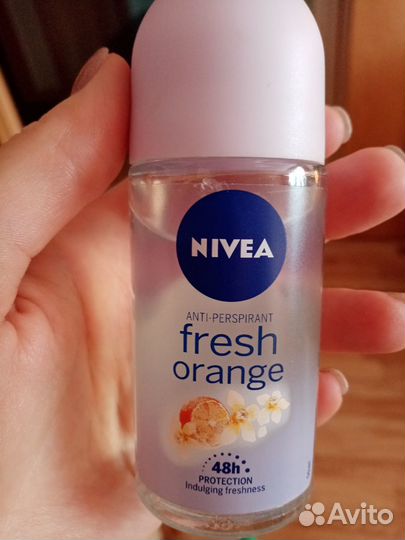 NIVEA
ANTI-PERSPIRANT
fresh
orange
48h
PROTECTION
Indulging freshness
Avito